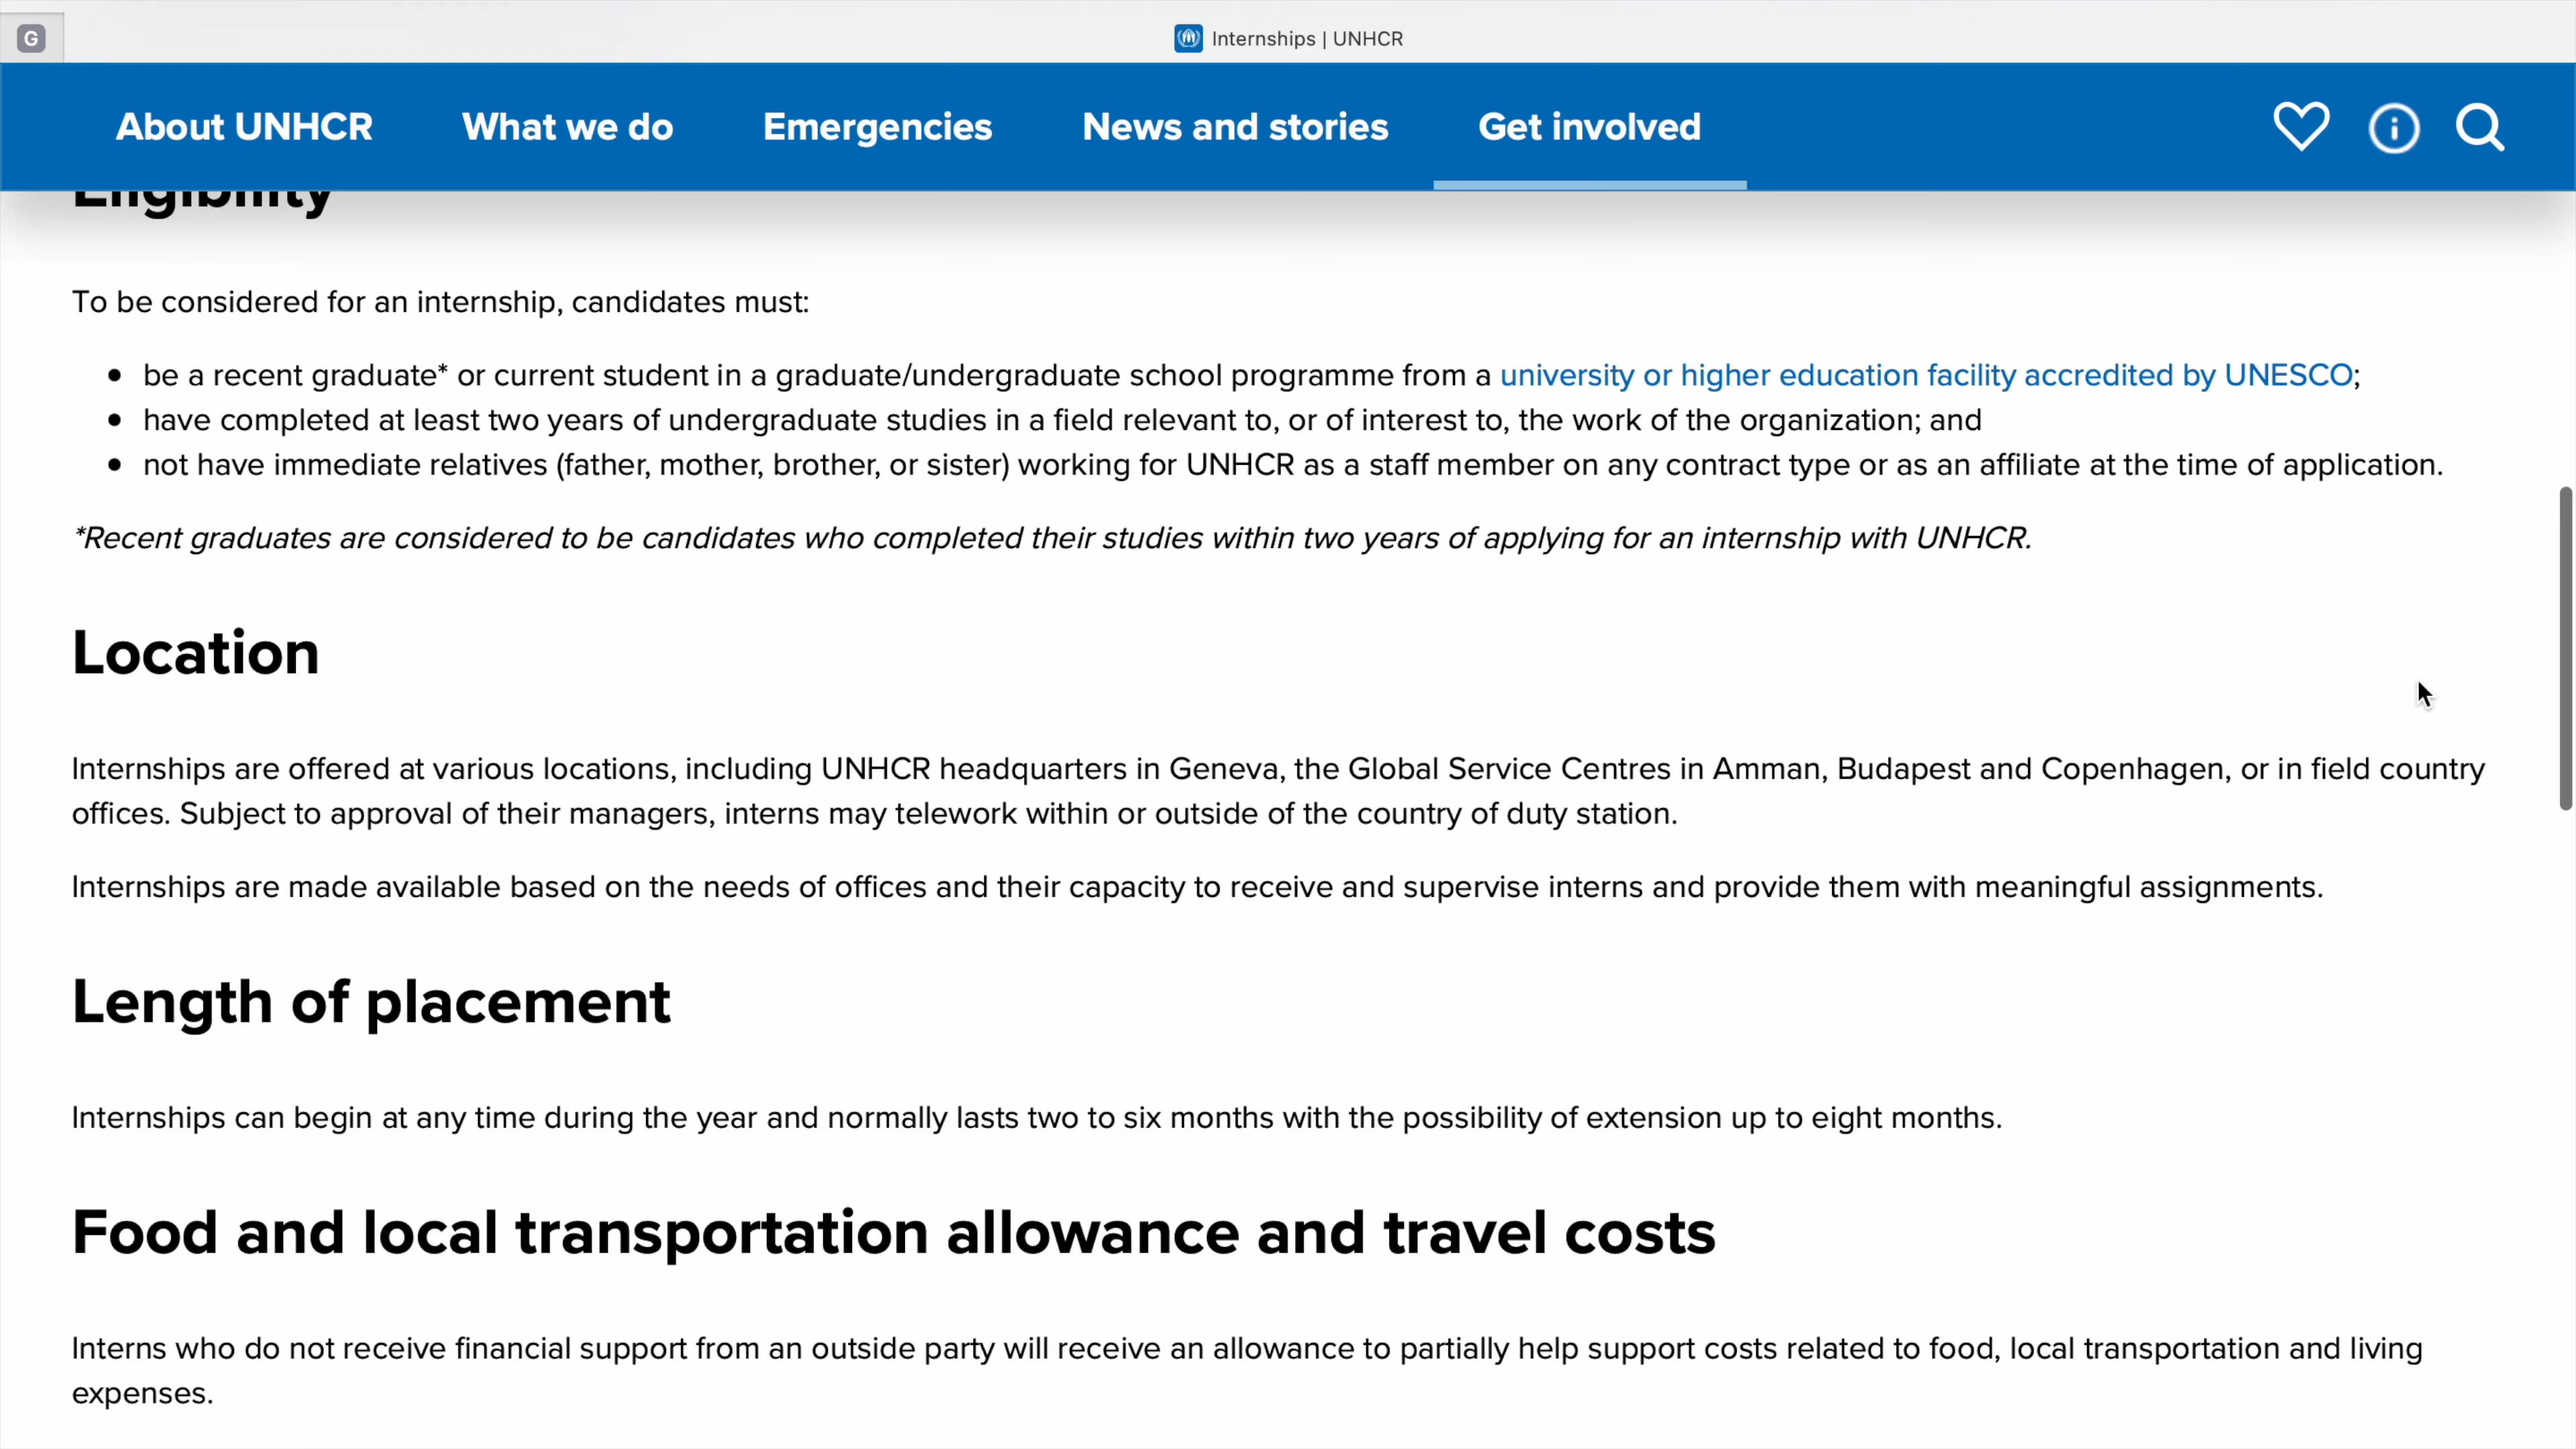 G
Internships | UNHCR
About UNHCR
What we do
Emergencies
News and stories
Get involved
Eligibility
To be considered for an internship, candidates must:
• be a recent graduate* or current student in a graduate/undergraduate school programme from a university or higher education facility accredited by UNESCO;
• have completed at least two years of undergraduate studies in a field relevant to, or of interest to, the work of the organization; and
• not have immediate relatives (father, mother, brother, or sister) working for UNHCR as a staff member on any contract type or as an affiliate at the time of application.
*Recent graduates are considered to be candidates who completed their studies within two years of applying for an internship with UNHCR.
Location
Internships are offered at various locations, including UNHCR headquarters in Geneva, the Global Service Centres in Amman, Budapest and Copenhagen, or in field country
offices. Subject to approval of their managers, interns may telework within or outside of the country of duty station.
Internships are made available based on the needs of offices and their capacity to receive and supervise interns and provide them with meaningful assignments.
Length of placement
Internships can begin at any time during the year and normally lasts two to six months with the possibility of extension up to eight months.
Food and local transportation allowance and travel costs
Interns who do not receive financial support from an outside party will receive an allowance to partially help support costs related to food, local transportation and living
expenses.